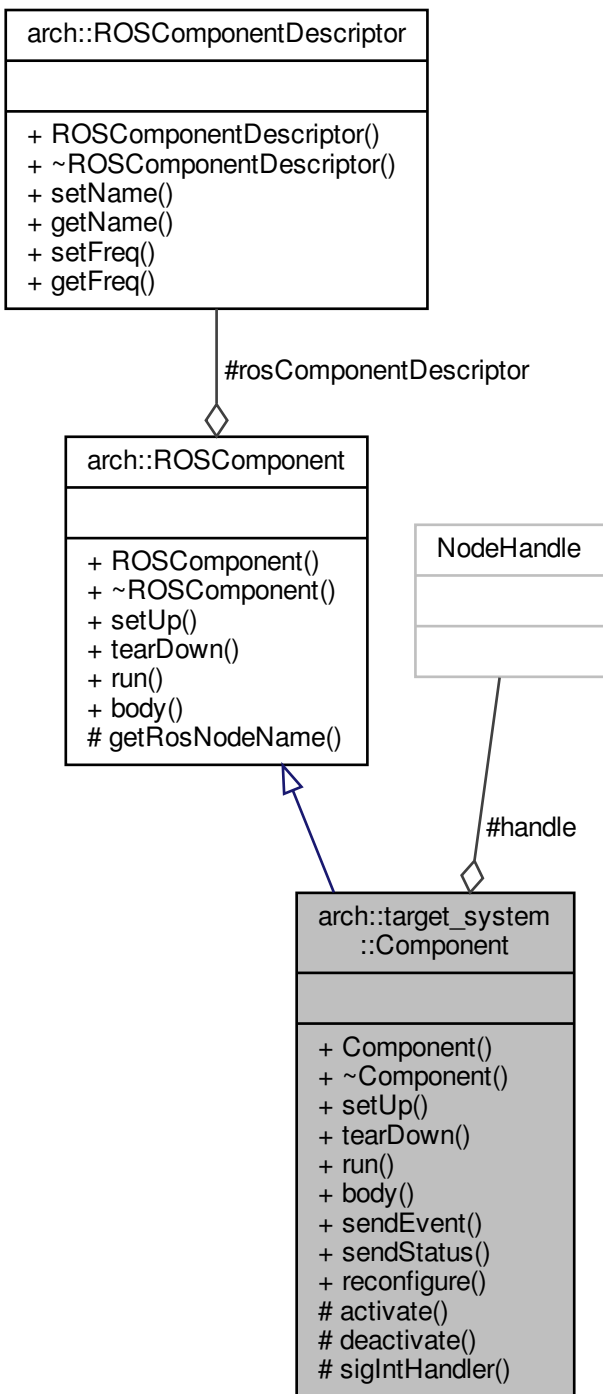 arch::ROSComponentDescriptor
+ ROSComponentDescriptor()
+ ~ROSComponentDescriptor()
+ setName()
+ getName()
+ setFreq()
+ getFreq()
#rosComponentDescriptor
arch::ROSComponent
+ ROSComponent()
+ ~ROSComponent()
+ setUp()
+ tearDown()
+ run()
+ body()
# getRosNodeName()
NodeHandle
#handle
arch::target_system
::Component
+ Component()
+ ~Component()
+ setUp()
+ tearDown()
+ run()
+ body()
+ sendEvent()
+ sendStatus()
+ reconfigure()
# activate()
# deactivate()
# sigIntHandler()